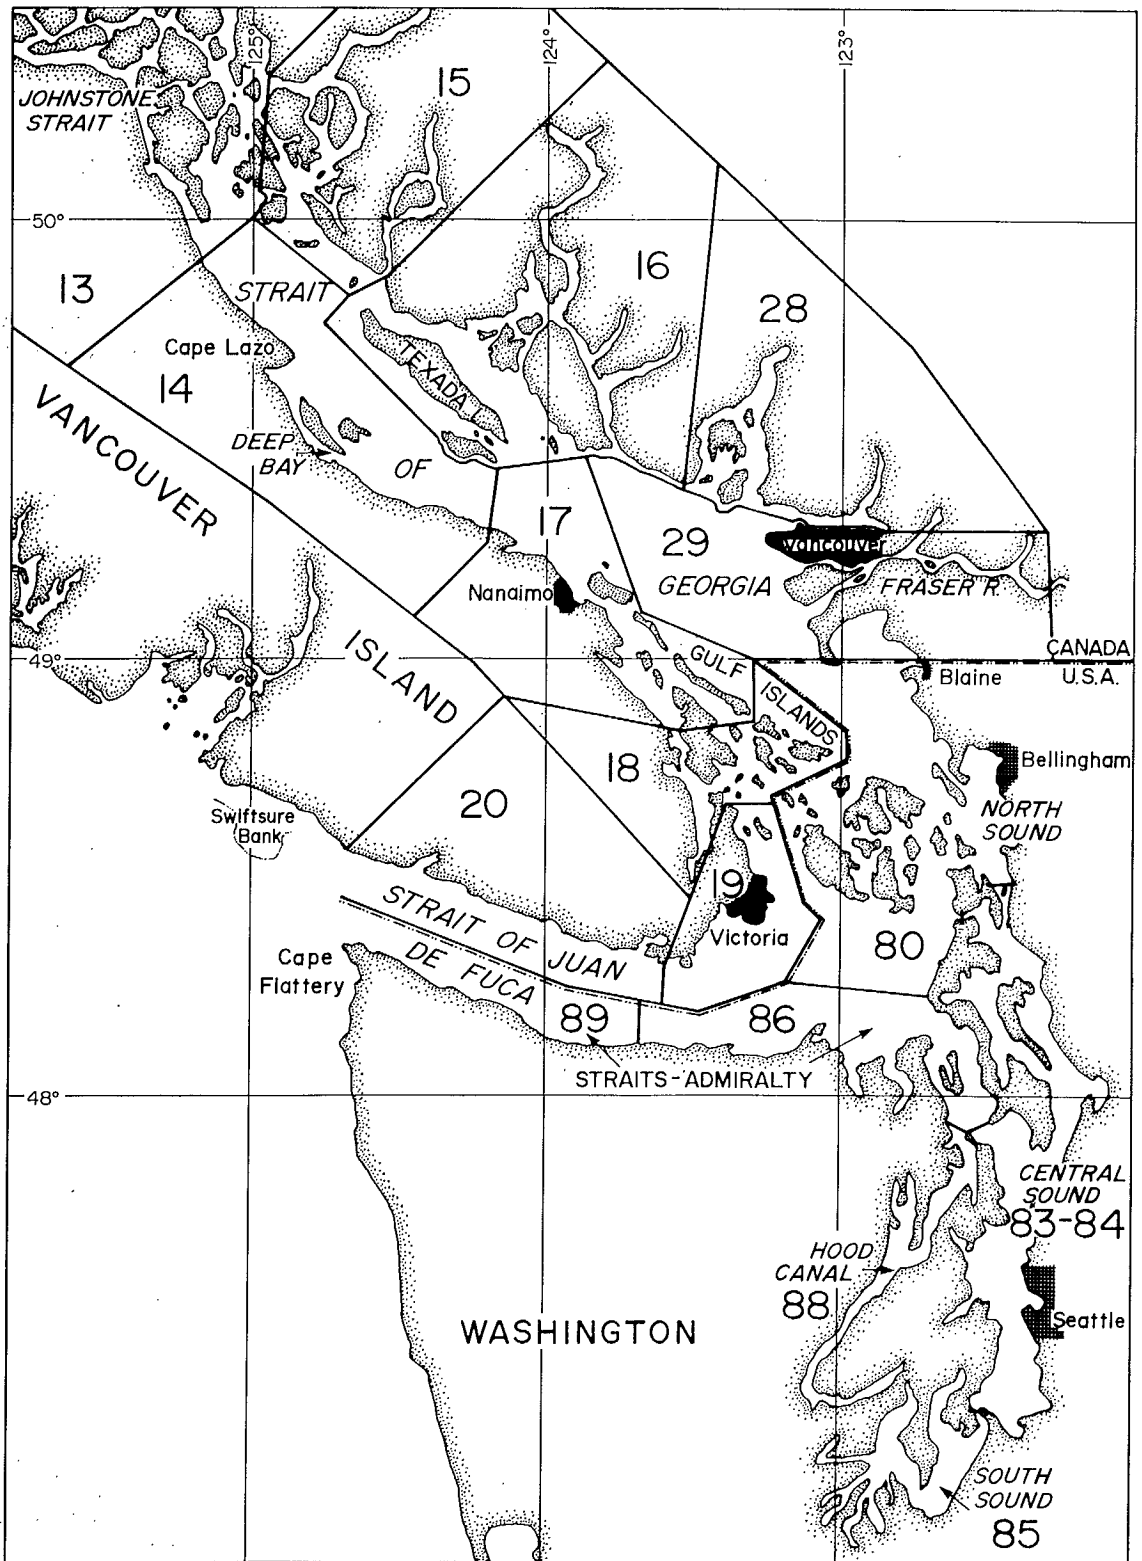 125°
124°
123°
15
JOHNSTONE
STRAIT
50°
13
STRAIT
16
28
Cape Lazo
14
TEXADA I.
VANCOUVER
DEEP
BAY
OF
17
29
Vancouver
Nanaimo
GEORGIA
FRASER R.
49°
ISLAND
GULF
ISLANDS
CANADA
U.S.A.
Blaine
18
Bellingham
20
Swiftsure
Bank
NORTH
SOUND
19
Victoria
STRAIT OF JUAN
DE FUCA
80
Cape
Flattery
89
86
STRAITS-ADMIRALTY
48°
CENTRAL
SOUND
83-84
HOOD
CANAL
88
WASHINGTON
Seattle
SOUTH
SOUND
85